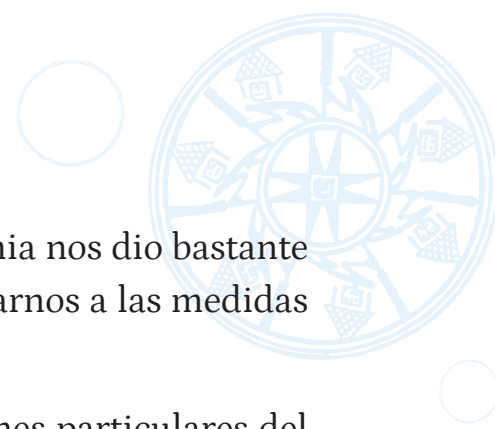 nia nos dio bastante
arnos a las medidas
nes particulares del